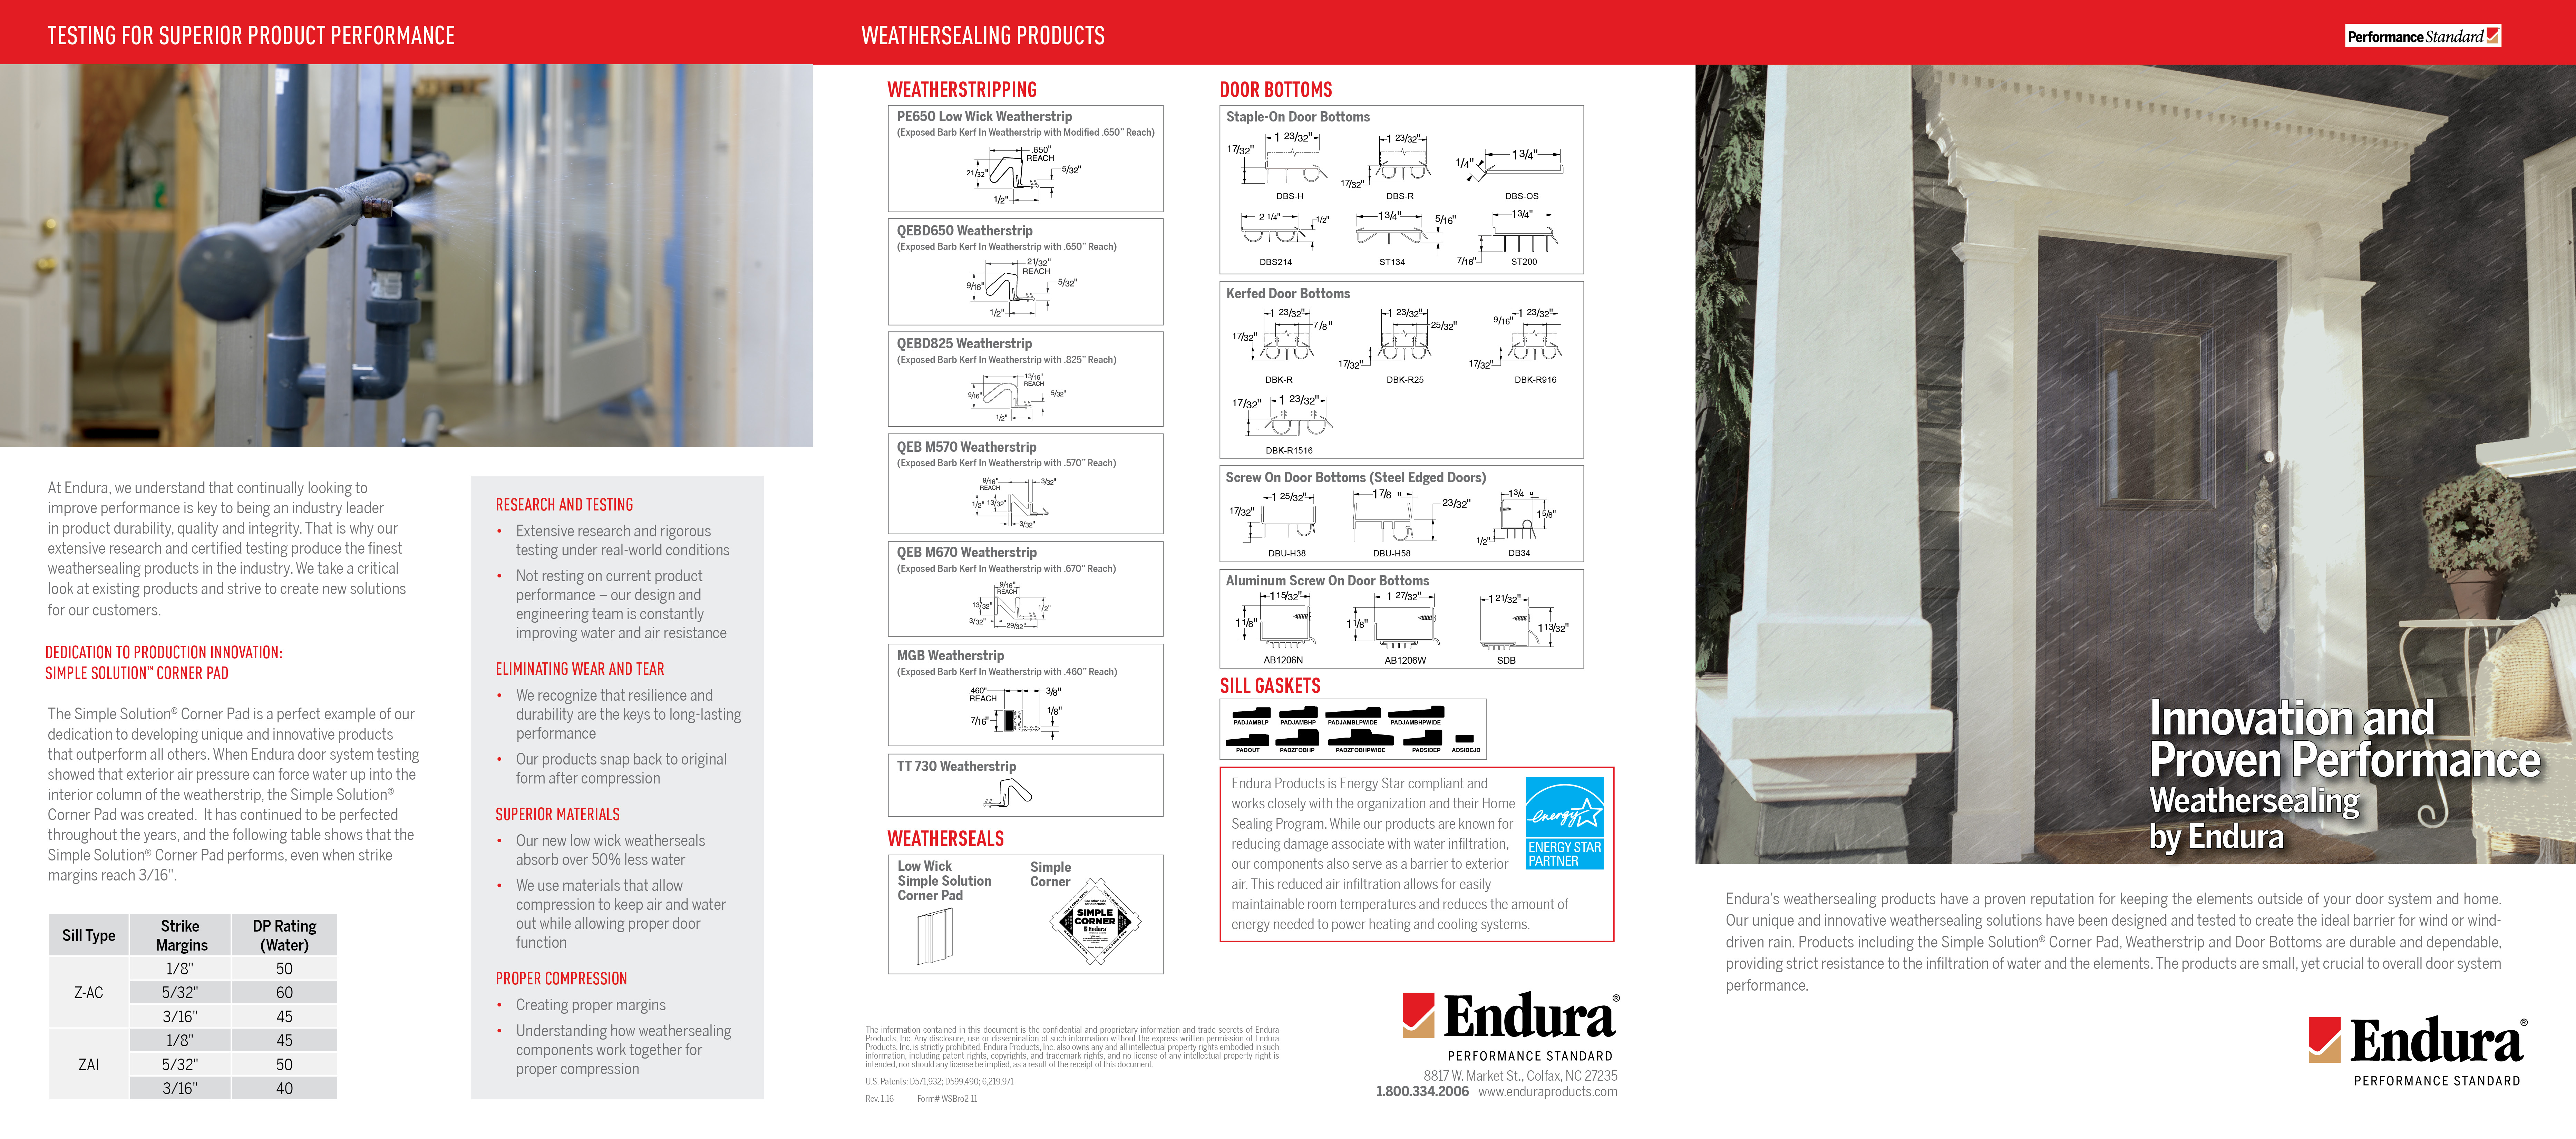 TESTING FOR SUPERIOR PRODUCT PERFORMANCE
At Endura, we understand that continually looking to
improve performance is key to being an industry leader
in product durability, quality and integrity. That is why our
extensive research and certified testing produce the finest
weathersealing products in the industry. We take a critical
look at existing products and strive to create new solutions
for our customers.
DEDICATION TO PRODUCTION INNOVATION:
SIMPLE SOLUTION™ CORNER PAD
The Simple Solution® Corner Pad is a perfect example of our
dedication to developing unique and innovative products
that outperform all others. When Endura door system testing
showed that exterior air pressure can force water up into the
interior column of the weatherstrip, the Simple Solution®
Corner Pad was created.  It has continued to be perfected
throughout the years, and the following table shows that the
Simple Solution® Corner Pad performs, even when strike
margins reach 3/16".
Sill Type Strike Margins DP Rating (Water)
Z-AC 1/8" 50
5/32" 60
3/16" 45
ZAI 1/8" 45
5/32" 50
3/16" 40
RESEARCH AND TESTING
• Extensive research and rigorous
testing under real-world conditions
• Not resting on current product
performance – our design and
engineering team is constantly
improving water and air resistance
ELIMINATING WEAR AND TEAR
• We recognize that resilience and
durability are the keys to long-lasting
performance
• Our products snap back to original
form after compression
SUPERIOR MATERIALS
• Our new low wick weatherseals
absorb over 50% less water
• We use materials that allow
compression to keep air and water
out while allowing proper door
function
PROPER COMPRESSION
• Creating proper margins
• Understanding how weathersealing
components work together for
proper compression
WEATHERSEALING PRODUCTS
WEATHERSTRIPPING
PE650 Low Wick Weatherstrip
(Exposed Barb Kerf In Weatherstrip with Modified .650" Reach)
.650"
REACH
21/32"
5/32"
1/2"
QEBD650 Weatherstrip
(Exposed Barb Kerf In Weatherstrip with .650" Reach)
21/32"
REACH
9/16"
5/32"
1/2"
QEBD825 Weatherstrip
(Exposed Barb Kerf In Weatherstrip with .825" Reach)
13/16"
REACH
9/16"
5/32"
1/2"
QEB M570 Weatherstrip
(Exposed Barb Kerf In Weatherstrip with .570" Reach)
9/16"
REACH
3/32"
1/2" 13/32"
3/32"
QEB M670 Weatherstrip
(Exposed Barb Kerf In Weatherstrip with .670" Reach)
9/16"
REACH
13/32"
1/2"
3/32"
29/32"
MGB Weatherstrip
(Exposed Barb Kerf In Weatherstrip with .460" Reach)
.460"
REACH
3/8"
1/8"
7/16"
TT 730 Weatherstrip
WEATHERSEALS
Low Wick
Simple Solution
Corner Pad
Simple
Corner
SIMPLE
CORNER
Endura
DOOR BOTTOMS
Staple-On Door Bottoms
1 23/32" 1 23/32" 1 3/4"
17/32" 17/32" 1/4"
DBS-H DBS-R DBS-OS
2 1/4" 1/2" 1 3/4" 5/16" 1 3/4" 7/16"
DBS214 ST134 ST200
Kerfed Door Bottoms
1 23/32" 7/8" 17/32"
1 23/32" 25/32" 17/32"
9/16" 1 23/32" 17/32"
DBK-R DBK-R25 DBK-R916
17/32" 1 23/32"
DBK-R1516
Screw On Door Bottoms (Steel Edged Doors)
1 25/32" 17/32"
1 7/8 " 23/32"
1 3/4 " 1 5/8" 1/2"
DBU-H38 DBU-H58 DB34
Aluminum Screw On Door Bottoms
1 15/32" 1 1/8"
1 27/32" 1 1/8"
1 21/32" 1 13/32"
AB1206N AB1206W SDB
SILL GASKETS
PADJAMBLP PADJAMBHP PADJAMBLPWIDE PADJAMBHPWIDE
PADOUT PADZFOBHP PADZFOBHPWIDE PADSIDEP ADSIDEJD
Endura Products is Energy Star compliant and
works closely with the organization and their Home
Sealing Program. While our products are known for
reducing damage associate with water infiltration,
our components also serve as a barrier to exterior
air. This reduced air infiltration allows for easily
maintainable room temperatures and reduces the amount of
energy needed to power heating and cooling systems.
energy
ENERGY STAR
PARTNER
The information contained in this document is the confidential and proprietary information and trade secrets of Endura
Products, Inc. Any disclosure, use or dissemination of such information without the express written permission of Endura
Products, Inc. is strictly prohibited. Endura Products, Inc. also owns any and all intellectual property rights embodied in such
information, including patent rights, copyrights, and trademark rights, and no license of any intellectual property right is
intended, nor should any license be implied, as a result of the receipt of this document.
U.S. Patents: D571,932; D599,490; 6,219,971
Rev. 1.16 Form# WSBro2-11
Endura®
PERFORMANCE STANDARD
8817 W. Market St., Colfax, NC 27235
1.800.334.2006 www.enduraproducts.com
Performance Standard
Innovation and
Proven Performance
Weathersealing
by Endura
Endura's weathersealing products have a proven reputation for keeping the elements outside of your door system and home.
Our unique and innovative weathersealing solutions have been designed and tested to create the ideal barrier for wind or wind-
driven rain. Products including the Simple Solution® Corner Pad, Weatherstrip and Door Bottoms are durable and dependable,
providing strict resistance to the infiltration of water and the elements. The products are small, yet crucial to overall door system
performance.
Endura®
PERFORMANCE STANDARD